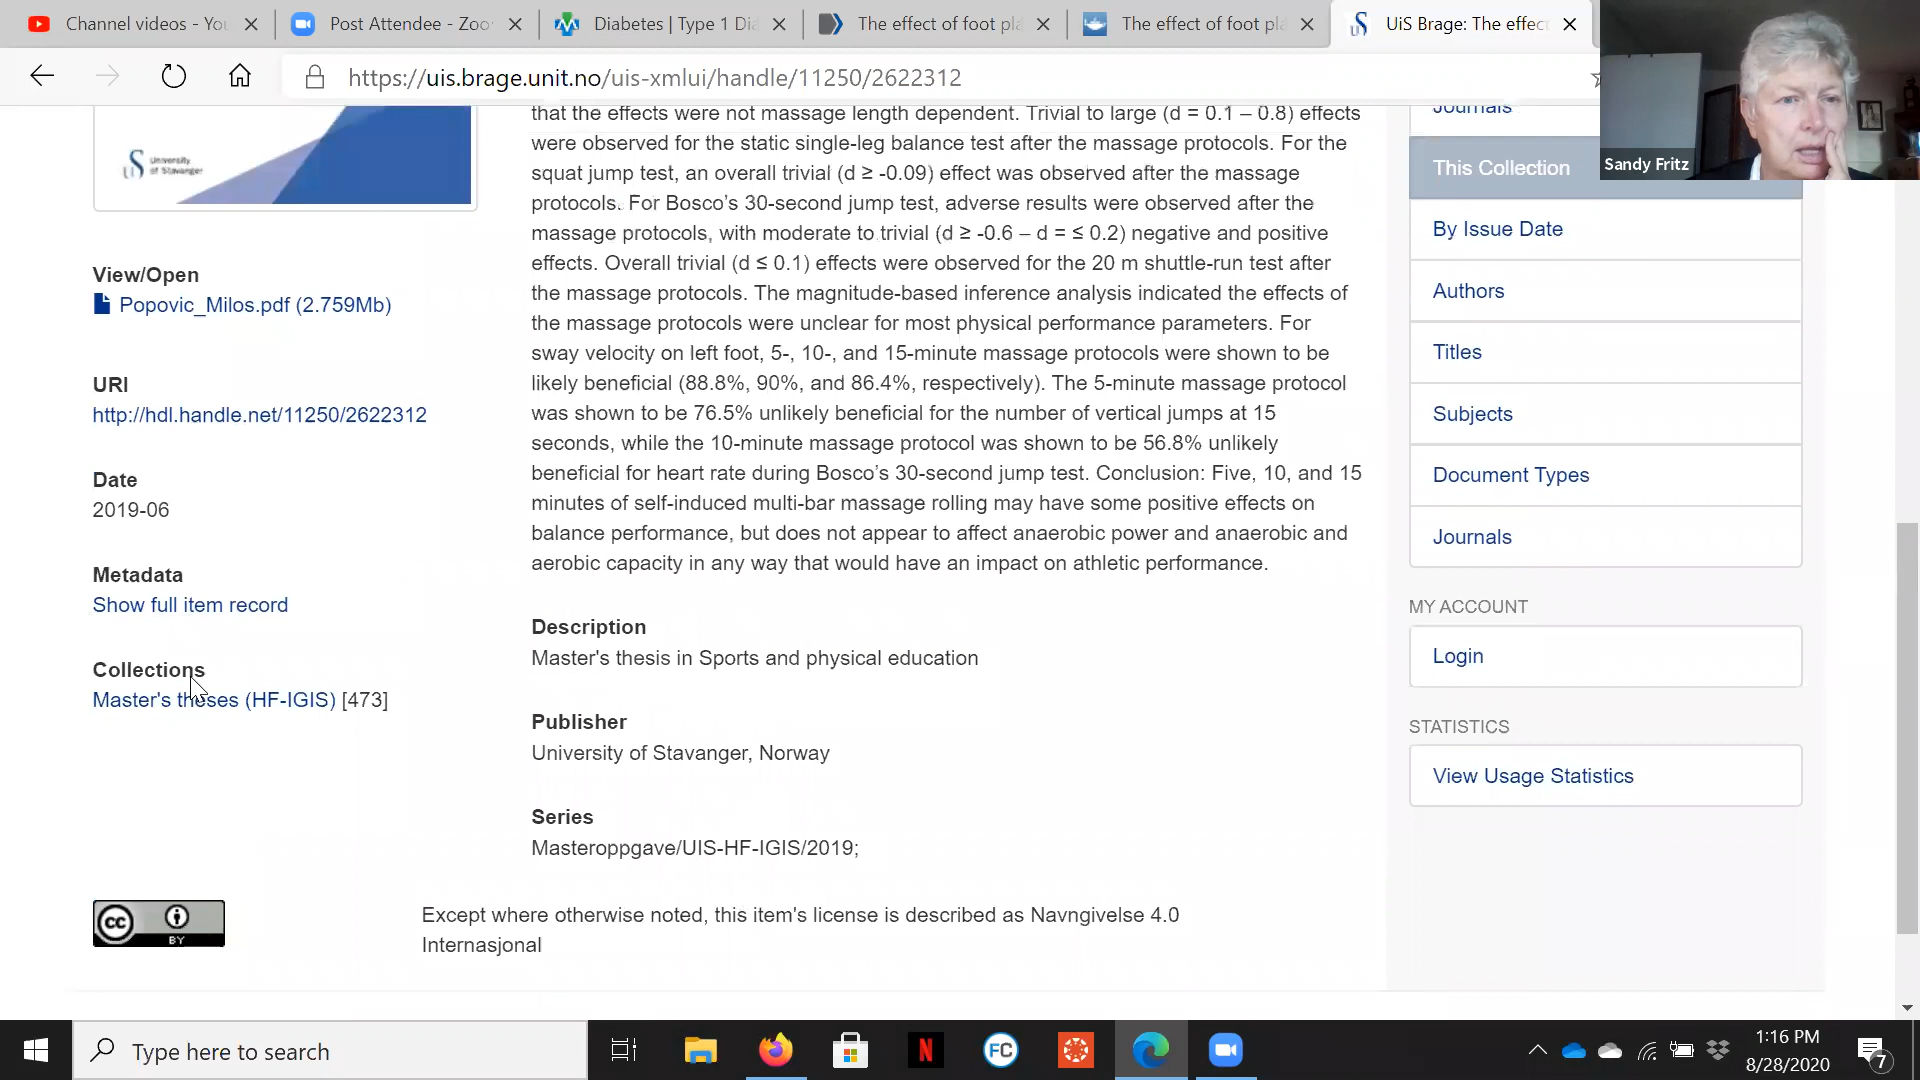 Channel videos - You
Post Attendee - Zoo
Diabetes | Type 1 Dia
The effect of foot pla
The effect of foot pla
UiS Brage: The effect
https://uis.brage.unit.no/uis-xmlui/handle/11250/2622312
Sandy Fritz
University
of Stavanger
View/Open
Popovic_Milos.pdf (2.759Mb)
URI
http://hdl.handle.net/11250/2622312
Date
2019-06
Metadata
Show full item record
Collections
Master's theses (HF-IGIS) [473]
that the effects were not massage length dependent. Trivial to large (d = 0.1 – 0.8) effects
were observed for the static single-leg balance test after the massage protocols. For the
squat jump test, an overall trivial (d ≥ -0.09) effect was observed after the massage
protocols. For Bosco’s 30-second jump test, adverse results were observed after the
massage protocols, with moderate to trivial (d ≥ -0.6 – d = ≤ 0.2) negative and positive
effects. Overall trivial (d ≤ 0.1) effects were observed for the 20 m shuttle-run test after
the massage protocols. The magnitude-based inference analysis indicated the effects of
the massage protocols were unclear for most physical performance parameters. For
sway velocity on left foot, 5-, 10-, and 15-minute massage protocols were shown to be
likely beneficial (88.8%, 90%, and 86.4%, respectively). The 5-minute massage protocol
was shown to be 76.5% unlikely beneficial for the number of vertical jumps at 15
seconds, while the 10-minute massage protocol was shown to be 56.8% unlikely
beneficial for heart rate during Bosco’s 30-second jump test. Conclusion: Five, 10, and 15
minutes of self-induced multi-bar massage rolling may have some positive effects on
balance performance, but does not appear to affect anaerobic power and anaerobic and
aerobic capacity in any way that would have an impact on athletic performance.
Description
Master's thesis in Sports and physical education
Publisher
University of Stavanger, Norway
Series
Masteroppgave/UIS-HF-IGIS/2019;
cc
BY
Except where otherwise noted, this item's license is described as Navngivelse 4.0
Internasjonal
Journals
This Collection
By Issue Date
Authors
Titles
Subjects
Document Types
Journals
MY ACCOUNT
Login
STATISTICS
View Usage Statistics
Type here to search
N
FC
1:16 PM
8/28/2020
7